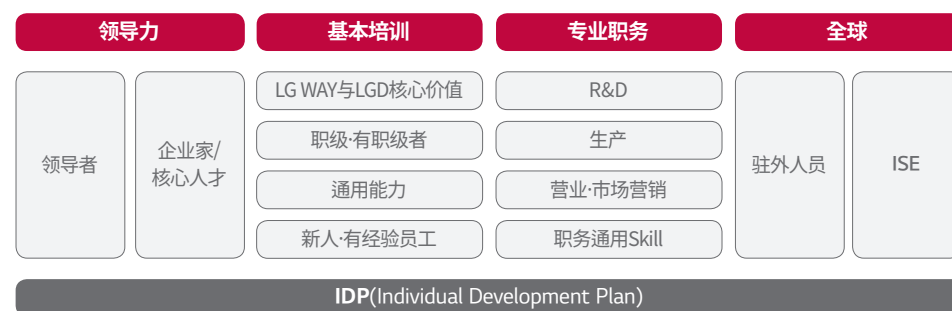 领导力
基本培训
专业职务
全球
领导者
企业家/
核心人才
LG WAY与LGD核心价值
职级·有职级者
通用能力
新人·有经验员工
R&D
生产
营业·市场营销
职务通用Skill
驻外人员
ISE
IDP(Individual Development Plan)